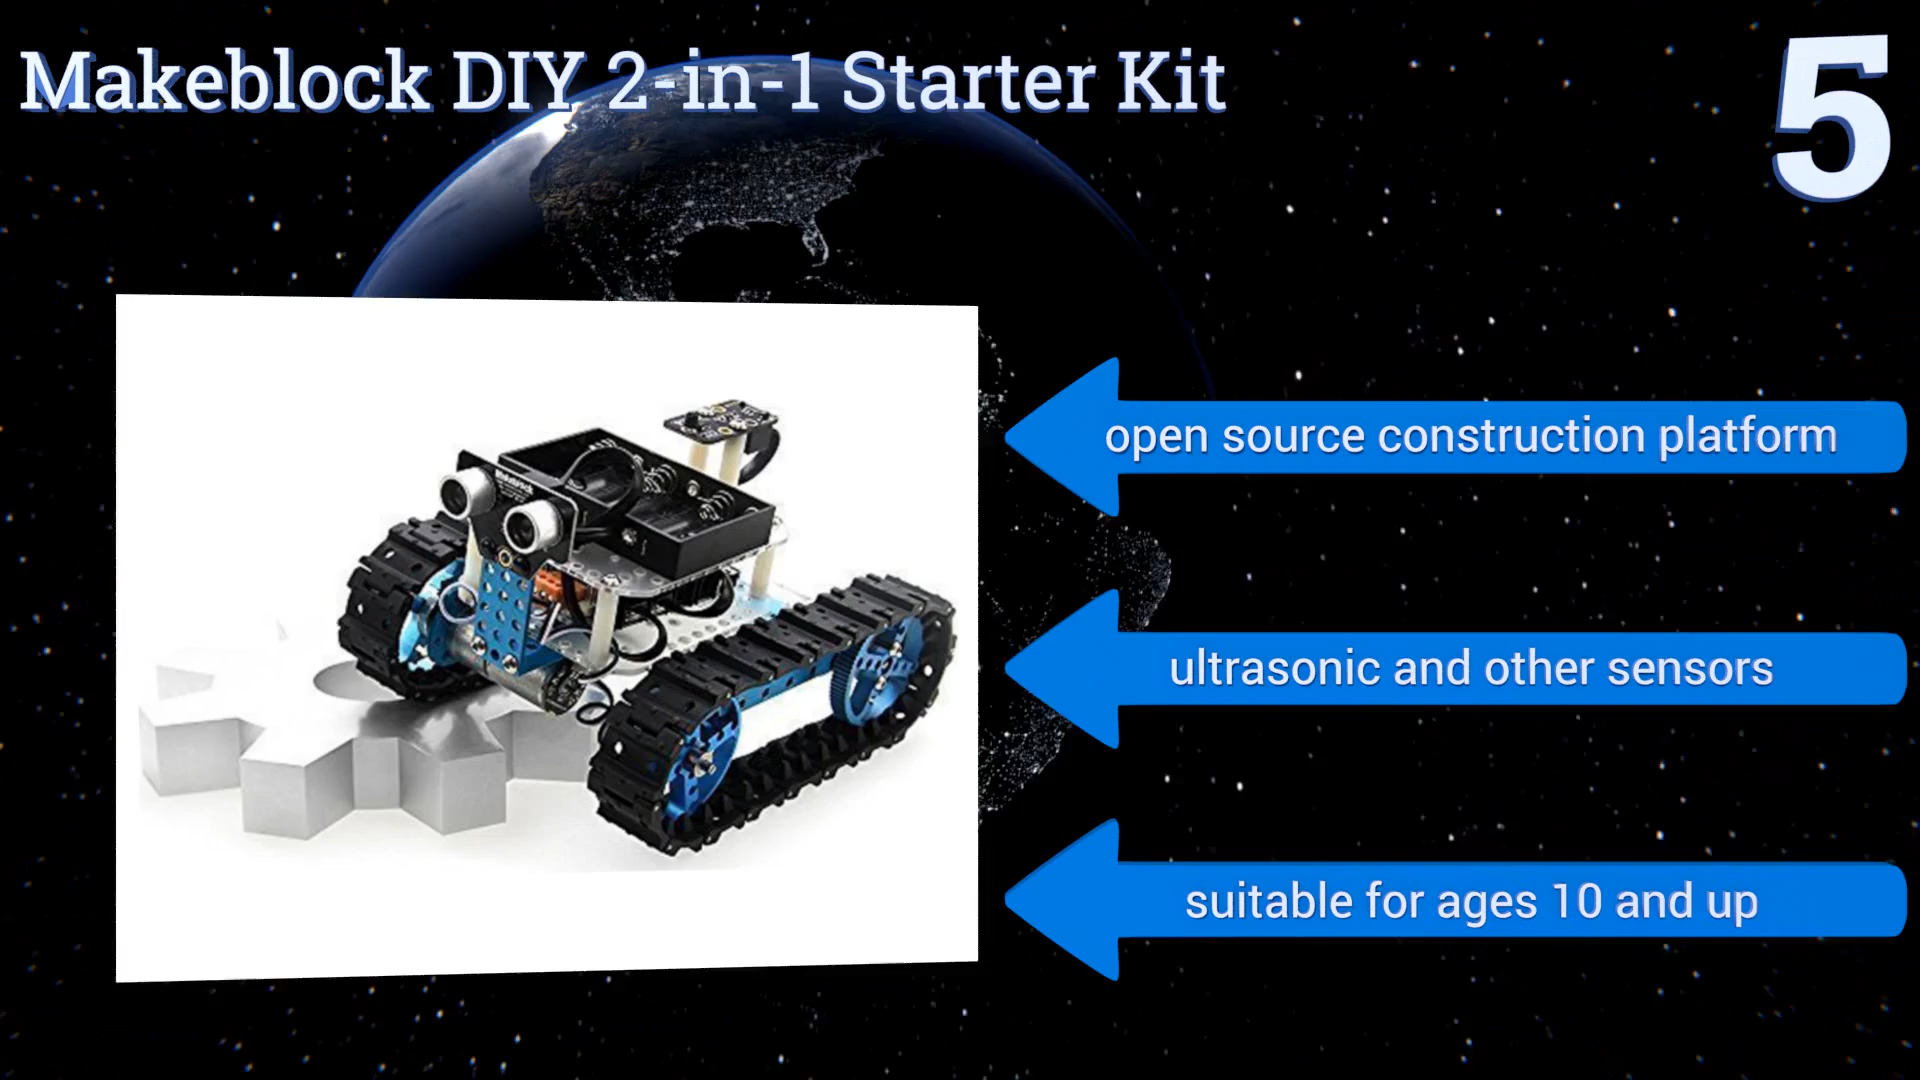 Makeblock DIY 2-in-1 Starter Kit
5
open source construction platform
ultrasonic and other sensors
suitable for ages 10 and up